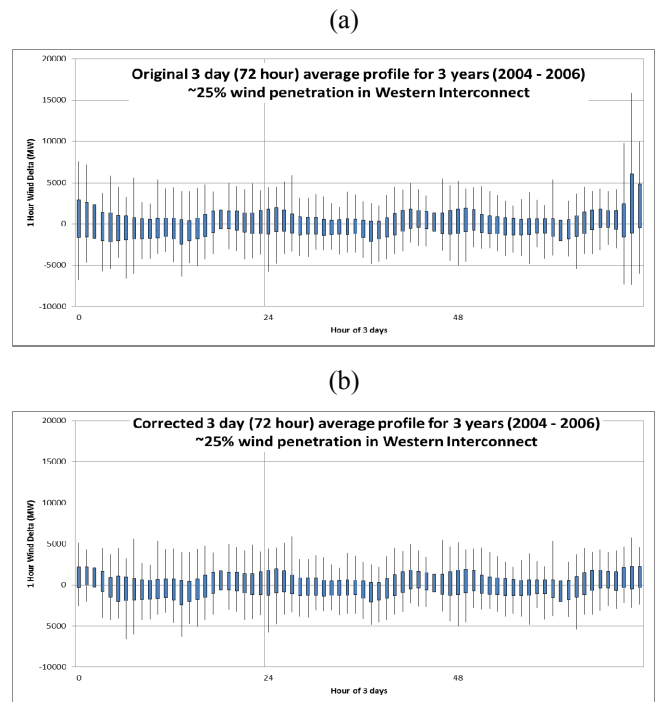 (a)
Original 3 day (72 hour) average profile for 3 years (2004 - 2006)
~25% wind penetration in Western Interconnect
20000
15000
10000
5000
0
-5000
-10000
1 Hour Wind Delta (MW)
0 24 48
Hour of 3 days
(b)
Corrected 3 day (72 hour) average profile for 3 years (2004 - 2006)
~25% wind penetration in Western Interconnect
20000
15000
10000
5000
0
5000
-10000
1 Hour Wind Delta (MW)
0 24 48
Hour of 3 days